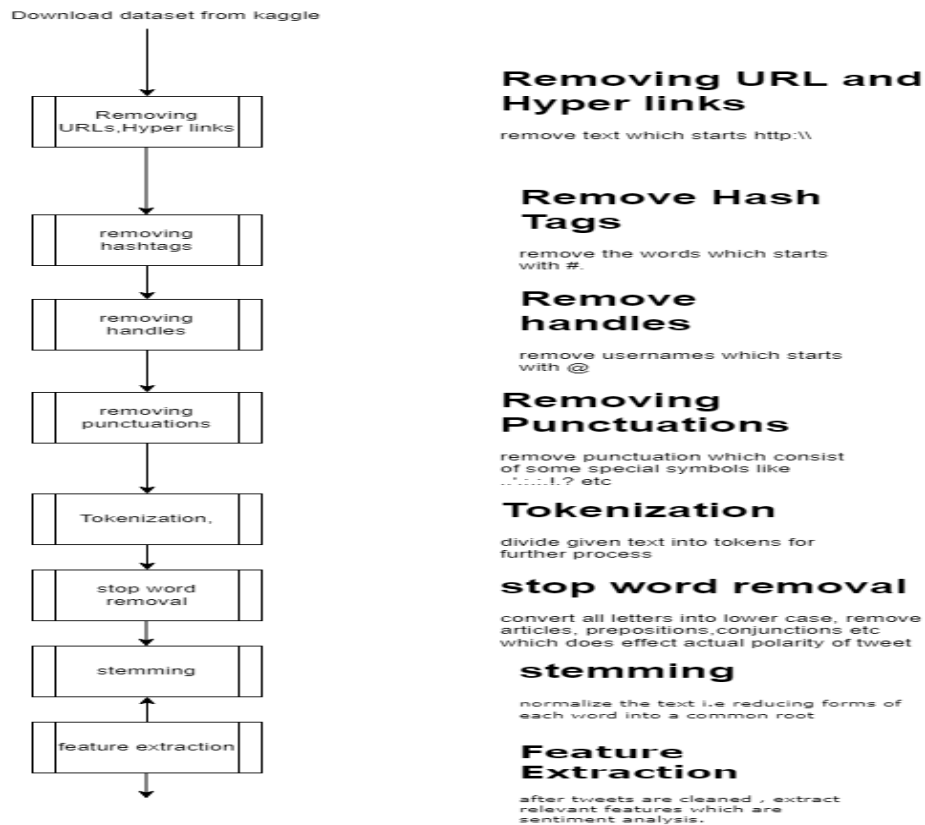 Download dataset from kaggle
Removing
URLs,Hyper links
removing
hashtags
removing
handles
removing
punctuations
Tokenization,
stop word
removal
stemming
feature extraction
Removing URL and
Hyper links
remove text which starts http:\\
Remove Hash
Tags
remove the words which starts
with #.
Remove
handles
remove usernames which starts
with @
Removing
Punctuations
remove punctuation which consist
of some special symbols like
etc
Tokenization
divide given text into tokens for
further process
stop word removal
convert all letters into lower case, remove
articles, prepositions,conjunctions etc
which does effect actual polarity of tweet
stemming
normalize the text i.e reducing forms of
each word into a common root
Feature
Extraction
after tweets are cleaned , extract
relevant features which are
sentiment analysis.